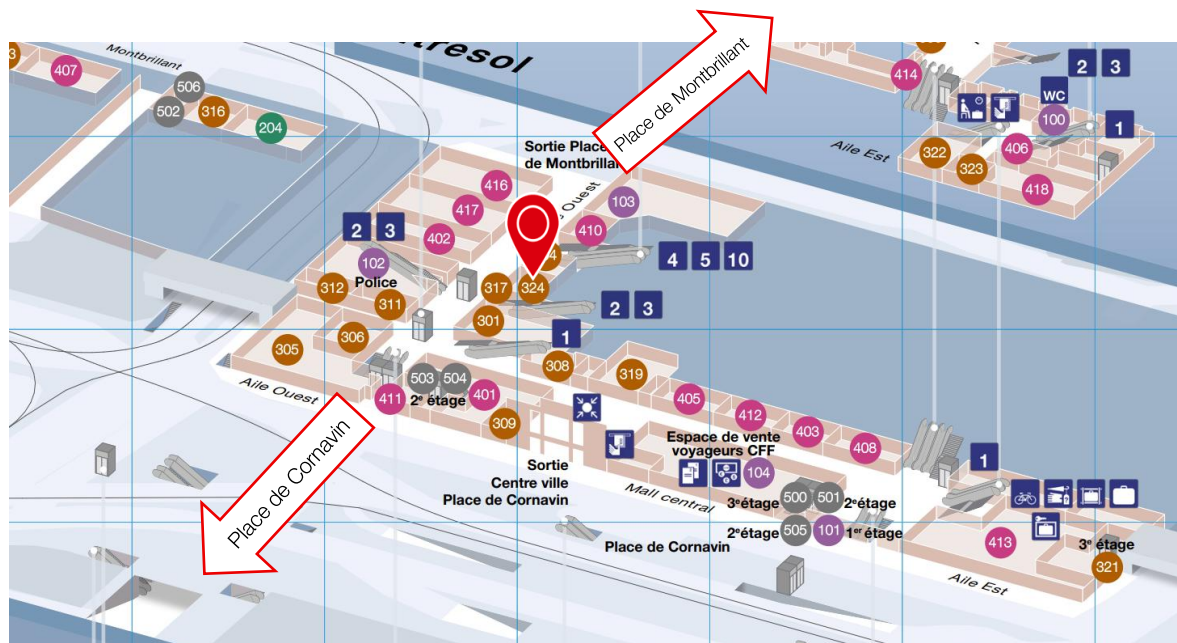 Place de Montbrillant
tresol
Montbrillant
407
506
502
316
204
414
2 3
WC
100
1
406
322
323
418
Aile Est
Sortie Place
de Montbrillan
Ouest
416
417
402
103
410
2 3
102
Police
4 5 10
312
311
317
324
2 3
301
1
305
306
308
319
Aile Ouest
411
503
504
2e étage
401
309
405
412
403
408
Espace de vente
voyageurs CFF
104
1
Sortie
Centre ville
Place de Cornavin
Mall central
3e étage
500
501
2e étage
2e étage
505
101
1er étage
Place de Cornavin
Place de Cornavin
413
3e étage
321
Aile Est